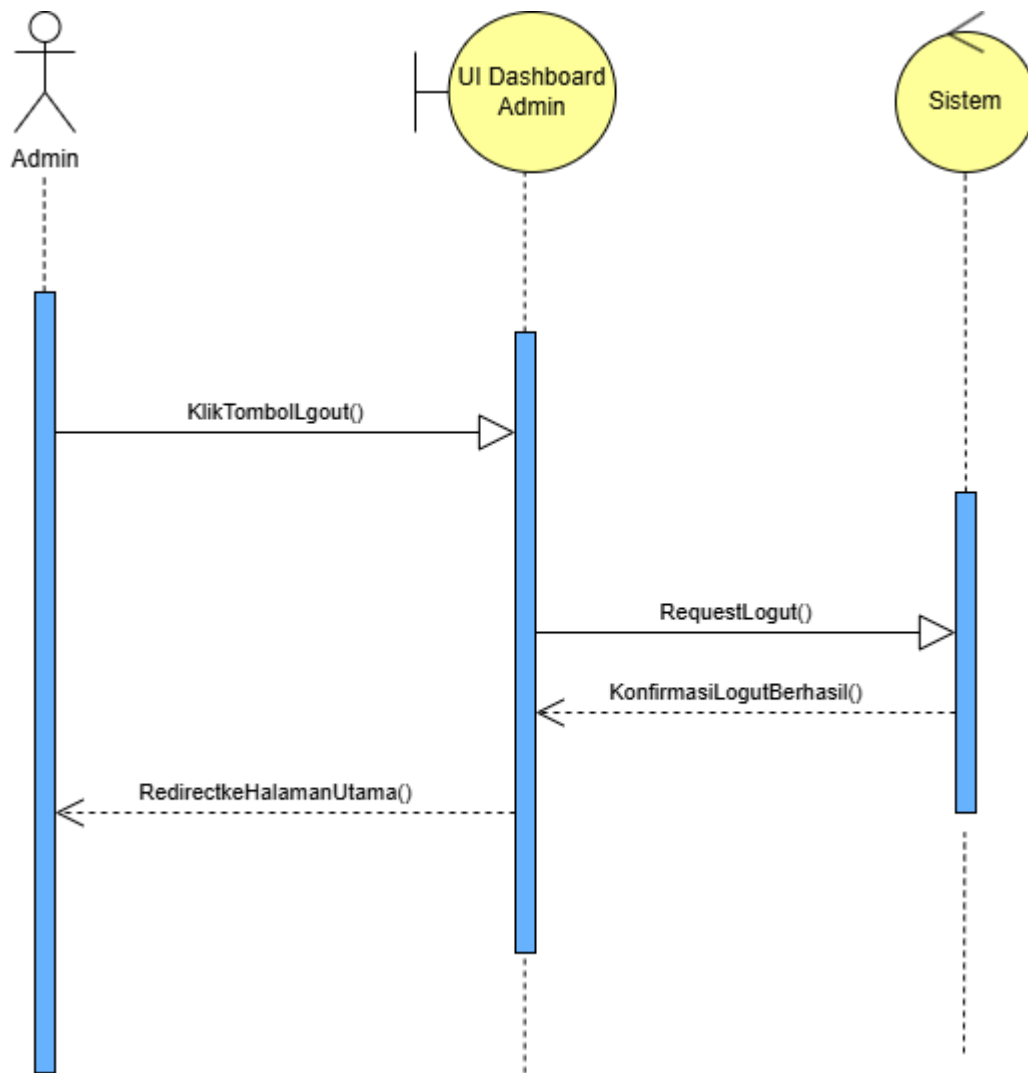 UI Dashboard
Admin
Sistem
Admin
KlikTombolLgout()
RequestLogut()
KonfirmasiLogutBerhasil()
RedirectkeHalamanUtama()